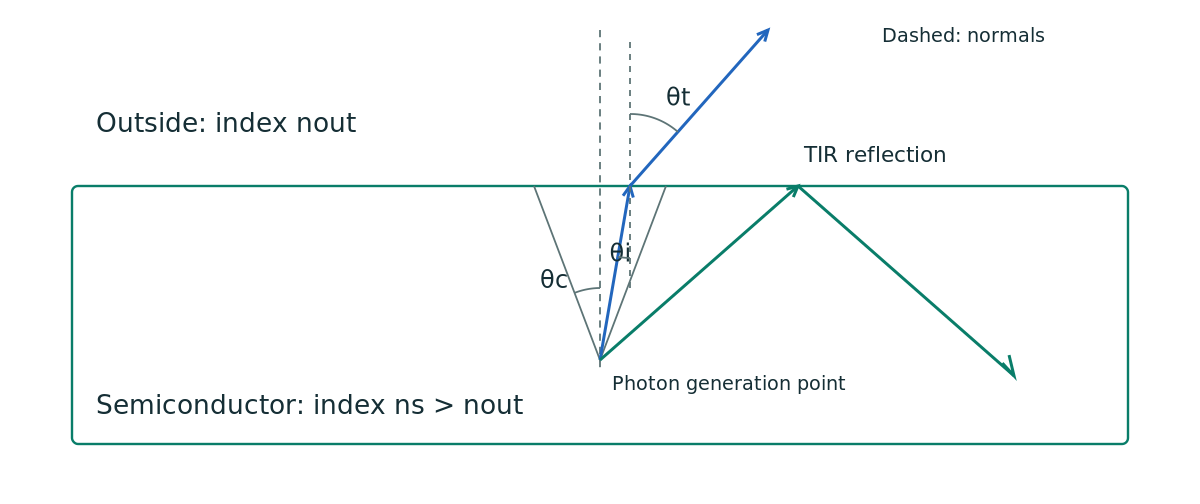 Dashed: normals
θt
Outside: index nout
TIR reflection
θi
θc
Photon generation point
Semiconductor: index ns > nout